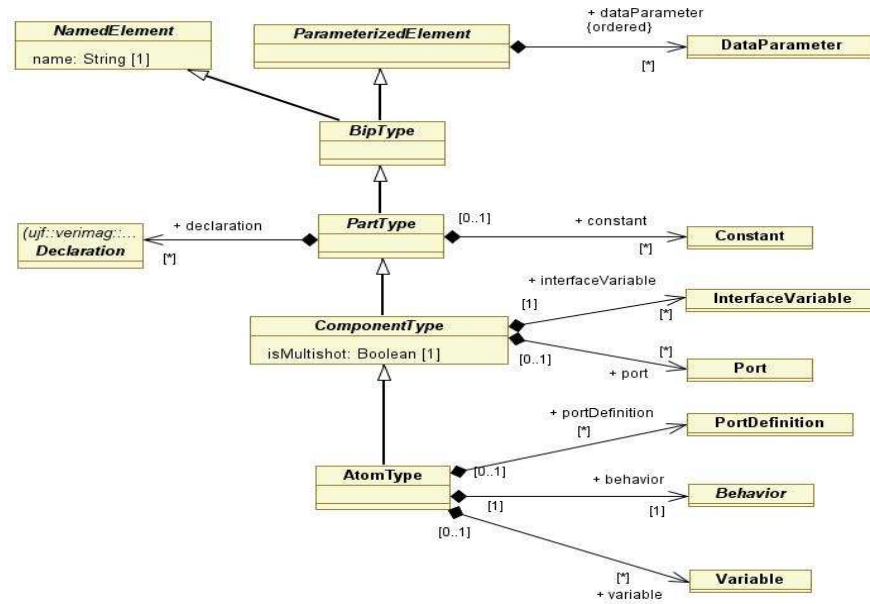 NamedElement
name: String [1]
ParameterizedElement
+ dataParameter
{ordered}
[*]
DataParameter
BipType
(ujf::verimag::...
Declaration
+ declaration
[*]
PartType
[0..1]
+ constant
[*]
Constant
ComponentType
isMultishot: Boolean [1]
+ interfaceVariable
[1]
[*]
InterfaceVariable
[0..1]
[*]
+ port
Port
AtomType
+ portDefinition
[*]
[0..1]
PortDefinition
+ behavior
[1]
[1]
Behavior
[0..1]
[*]
+ variable
Variable